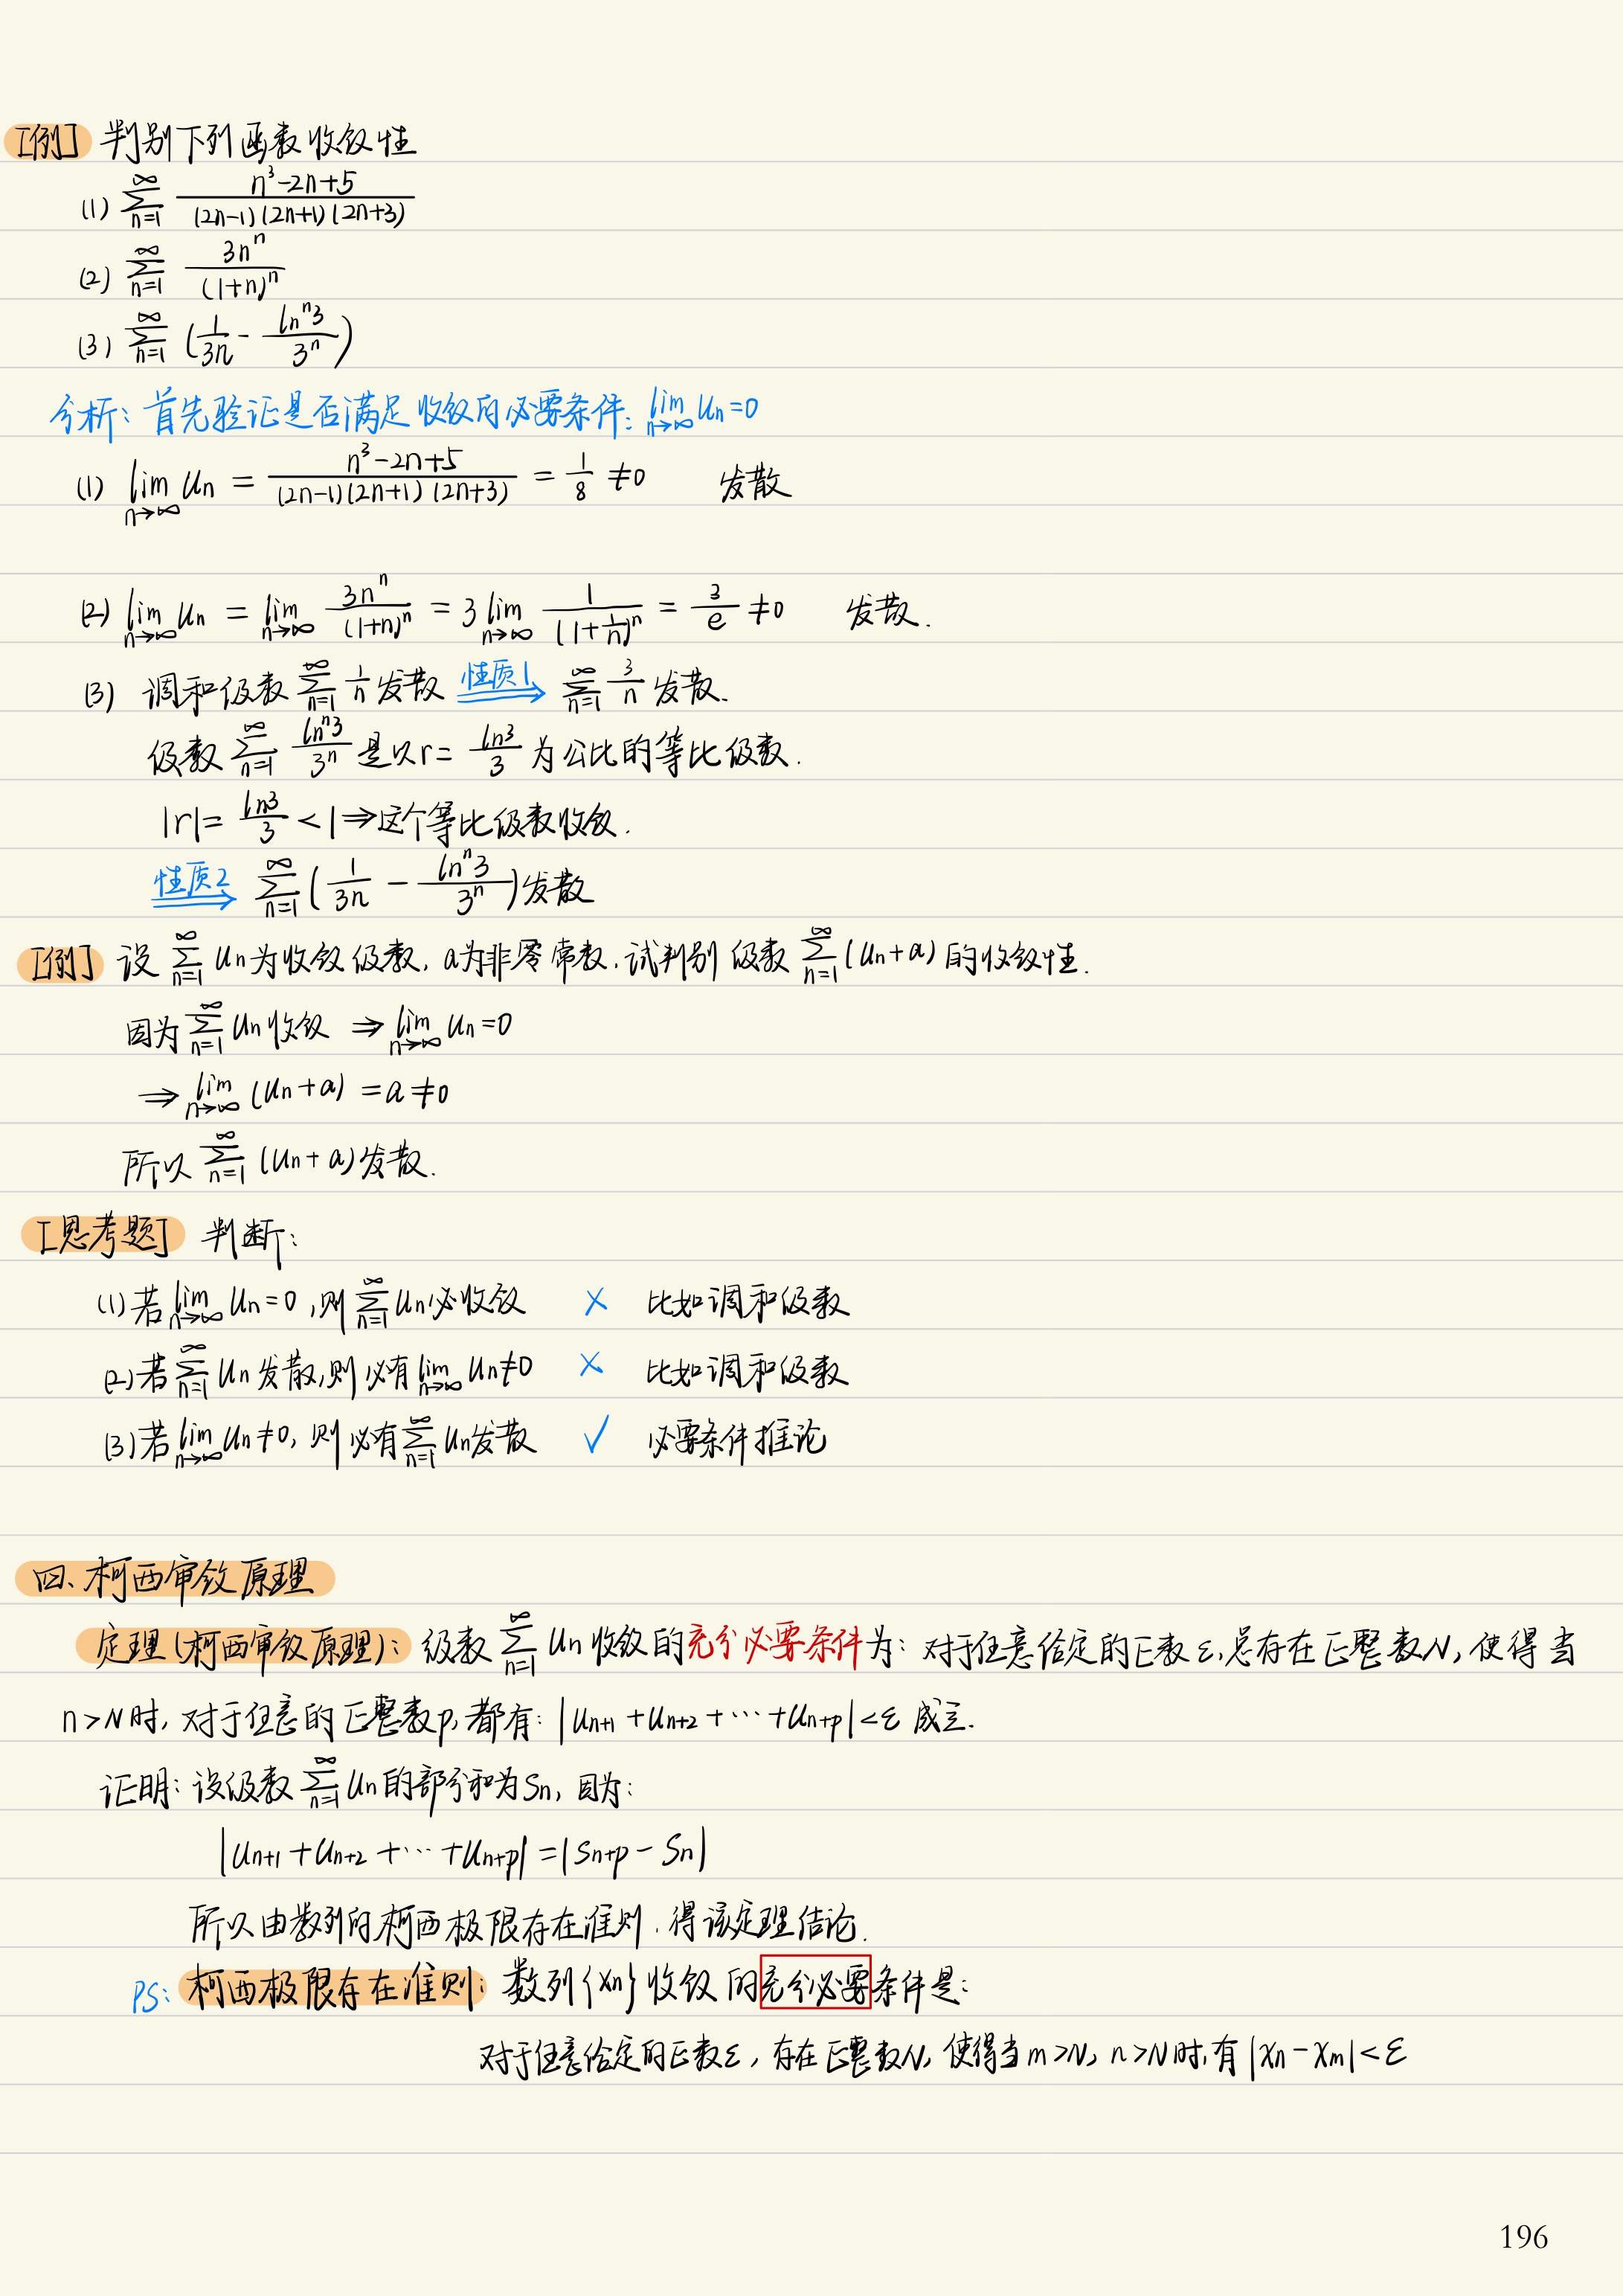 [例] 判别下列函数收敛性
(1) $\sum_{n=1}^{\infty} \frac{n^3-2n+5}{(2n-1)(2n+1)(2n+3)}$
(2) $\sum_{n=1}^{\infty} \frac{3n^n}{(1+n)^n}$
(3) $\sum_{n=1}^{\infty} (\frac{1}{3n} - \frac{\ln^n 3}{3^n})$
分析: 首先验证是否满足收敛的必要条件: $\lim_{n\to\infty} u_n=0$
(1) $\lim_{n\to\infty} u_n = \frac{n^3-2n+5}{(2n-1)(2n+1)(2n+3)} = \frac{1}{8} \neq 0$ 发散
(2) $\lim_{n\to\infty} u_n = \lim_{n\to\infty} \frac{3n^n}{(1+n)^n} = 3\lim_{n\to\infty} \frac{1}{(1+\frac{1}{n})^n} = \frac{3}{e} \neq 0$ 发散.
(3) 调和级数 $\sum_{n=1}^{\infty} \frac{1}{n}$ 发散 $\xRightarrow{性质1}$ $\sum_{n=1}^{\infty} \frac{3}{n}$ 发散.
级数 $\sum_{n=1}^{\infty} \frac{\ln^n 3}{3^n}$ 是以 $r = \frac{\ln 3}{3}$ 为公比的等比级数.
$|r| = \frac{\ln 3}{3} < 1 \Rightarrow$ 这个等比级数收敛.
$\xRightarrow{性质2}$ $\sum_{n=1}^{\infty} (\frac{1}{3n} - \frac{\ln^n 3}{3^n})$ 发散
[例] 设 $\sum_{n=1}^{\infty} u_n$ 为收敛级数, a为非零常数, 试判别 级数 $\sum_{n=1}^{\infty} (u_n+a)$ 的收敛性.
因为 $\sum_{n=1}^{\infty} u_n$ 收敛 $\Rightarrow \lim_{n\to\infty} u_n=0$
$\Rightarrow \lim_{n\to\infty} (u_n+a) = a \neq 0$
所以 $\sum_{n=1}^{\infty} (u_n+a)$ 发散.
[思考题] 判断:
(1) 若 $\lim_{n\to\infty} u_n=0$, 则 $\sum_{n=1}^{\infty} u_n$ 必收敛 × 比如调和级数
(2) 若 $\sum_{n=1}^{\infty} u_n$ 发散, 则必有 $\lim_{n\to\infty} u_n \neq 0$ × 比如调和级数
(3) 若 $\lim_{n\to\infty} u_n \neq 0$, 则必有 $\sum_{n=1}^{\infty} u_n$ 发散 ✓ 必要条件推论
四、柯西审敛原理
定理(柯西审敛原理): 级数 $\sum_{n=1}^{\infty} u_n$ 收敛的充分必要条件为: 对于任意给定的正数 ε, 总存在正整数N, 使得当
n>N时, 对于任意的正整数p, 都有: $|u_{n+1}+u_{n+2}+\cdots+u_{n+p}|<ε$ 成立.
证明: 设级数 $\sum_{n=1}^{\infty} u_n$ 的部分和为 $S_n$, 因为:
$|u_{n+1}+u_{n+2}+\cdots+u_{n+p}| = |S_{n+p}-S_n|$
所以由数列的柯西极限存在准则, 得该定理结论.
PS: 柯西极限存在准则: 数列{$x_n$}收敛的充分必要条件是:
对于任意给定的正数ε, 存在正整数N, 使得当m>N, n>N时, 有 $|x_n-x_m|<ε$
196